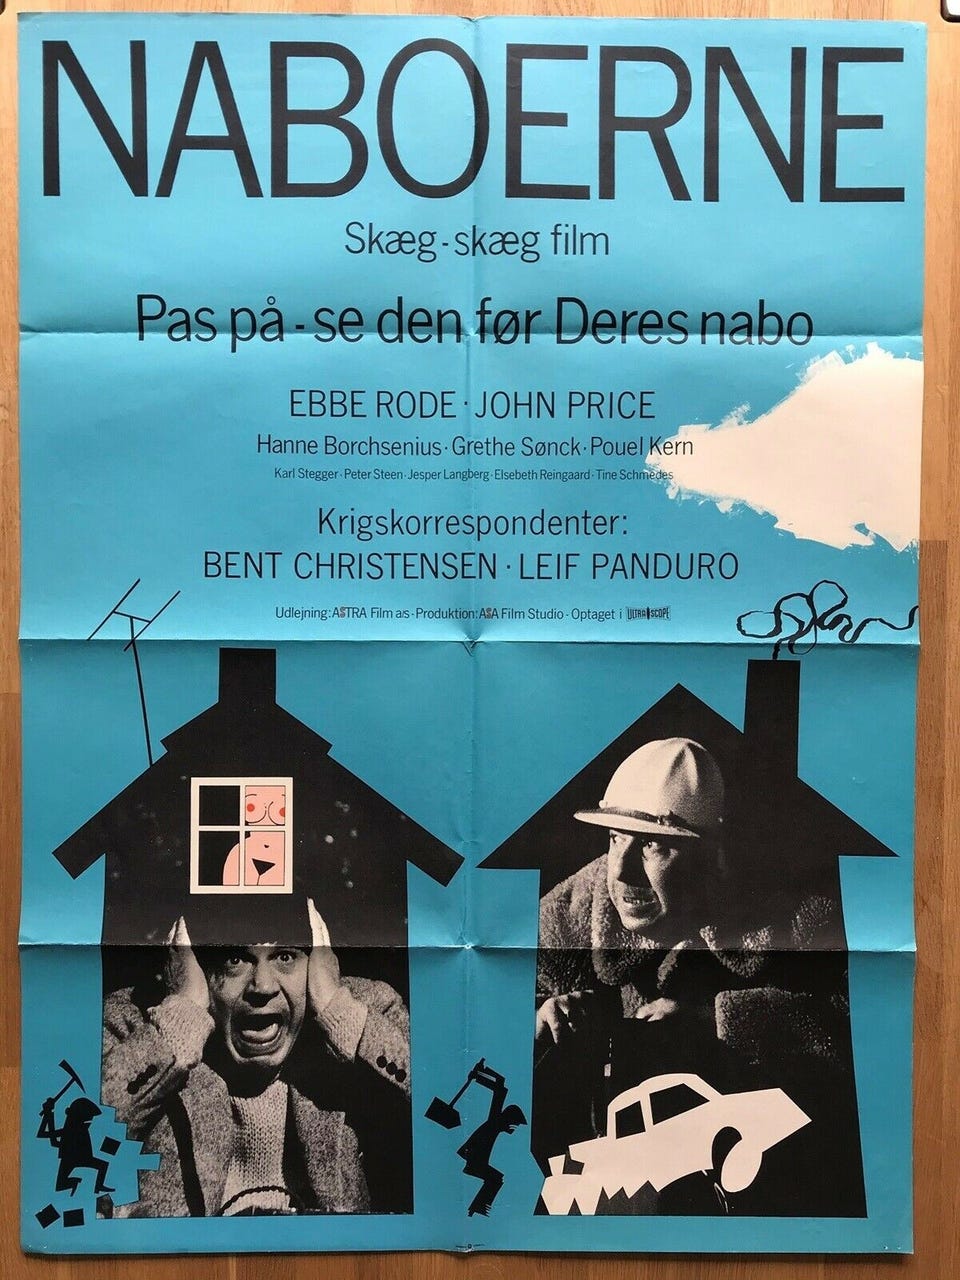 NABOERNE
Skæg - skæg film
Pas på - se den før Deres nabo
EBBE RODE · JOHN PRICE
Hanne Borchsenius · Grethe Sønck · Pouel Kern
Karl Stegger · Peter Steen · Jesper Langberg · Elsebeth Reingaard · Tine Schmedes
Krigskorrespondenter:
BENT CHRISTENSEN · LEIF PANDURO
Udlejning: ASTRA Film a/s - Produktion: ASA Film Studio - Optaget i ULTRASCOPE